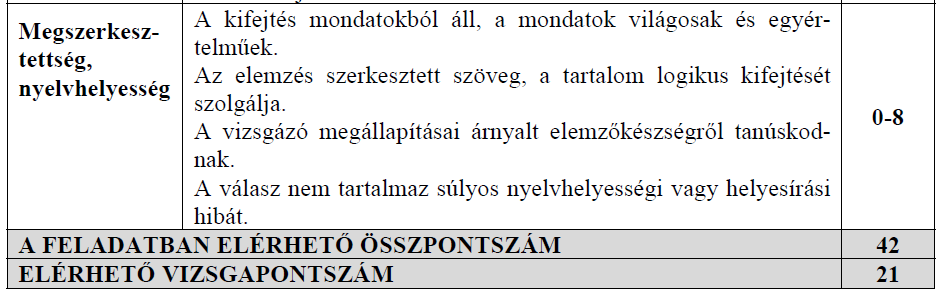 Megszerkesz-
tettség,
nyelvhelyesség
A kifejtés mondatokból áll, a mondatok világosak és egyér-
telműek.
Az elemzés szerkesztett szöveg, a tartalom logikus kifejtését
szolgálja.
A vizsgázó megállapításai árnyalt elemzőkészségről tanúskod-
nak.
A válasz nem tartalmaz súlyos nyelvhelyességi vagy helyesírási
hibát.
0-8
A FELADATBAN ELÉRHETŐ ÖSSZPONTSZÁM 42
ELÉRHETŐ VIZSGAPONTSZÁM 21